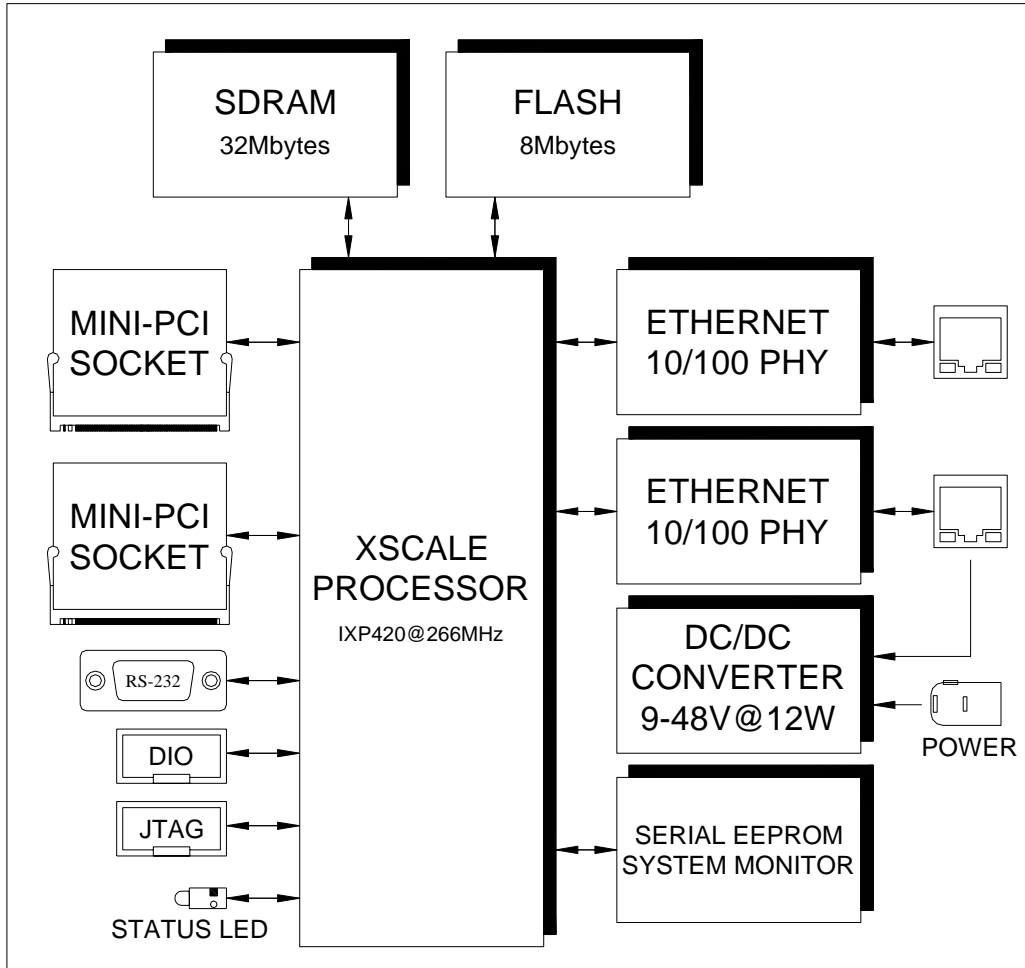 SDRAM
32Mbytes
FLASH
8Mbytes
MINI-PCI
SOCKET
ETHERNET
10/100 PHY
MINI-PCI
SOCKET
XSCALE
PROCESSOR
IXP420@266MHz
ETHERNET
10/100 PHY
RS-232
DC/DC
CONVERTER
9-48V@12W
POWER
DIO
JTAG
SERIAL EEPROM
SYSTEM MONITOR
STATUS LED